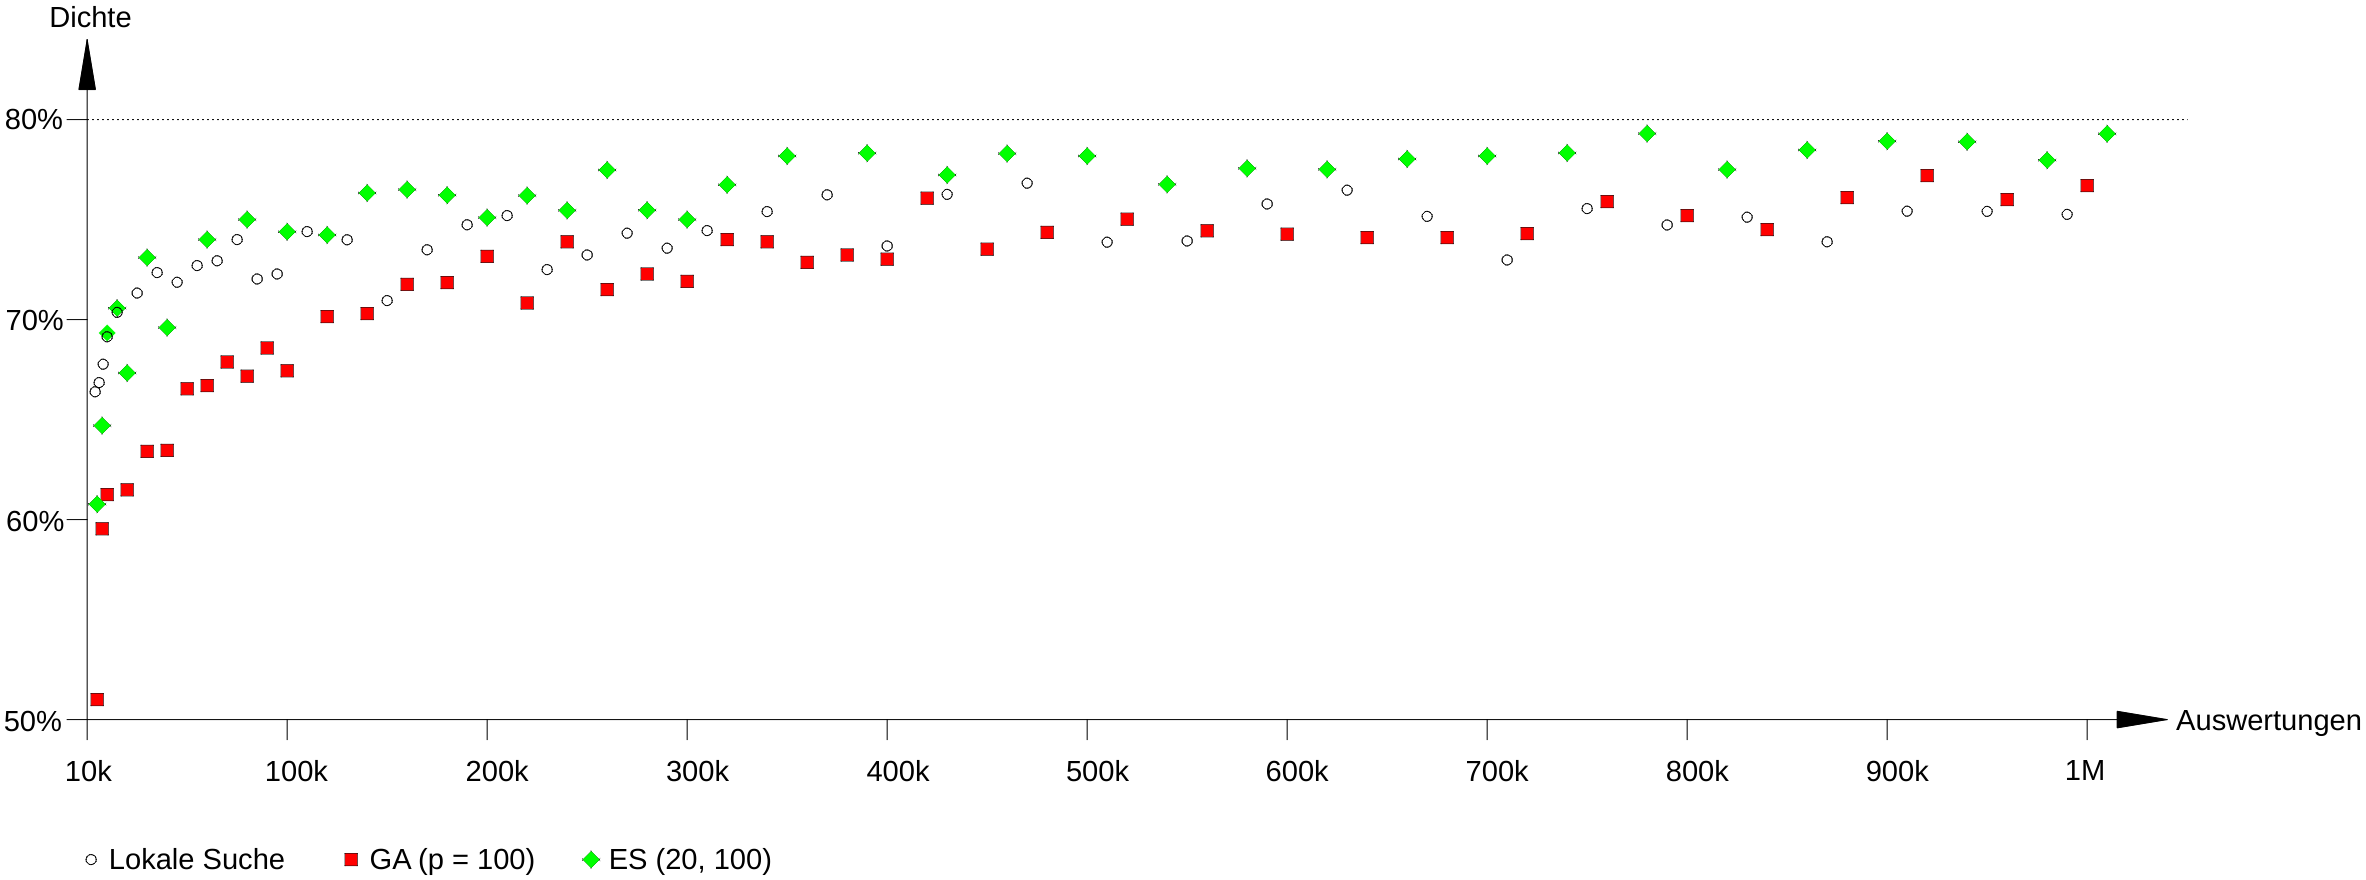 Dichte
80%
70%
60%
50%
Auswertungen
10k 100k 200k 300k 400k 500k 600k 700k 800k 900k 1M
Lokale Suche GA (p = 100) ES (20, 100)